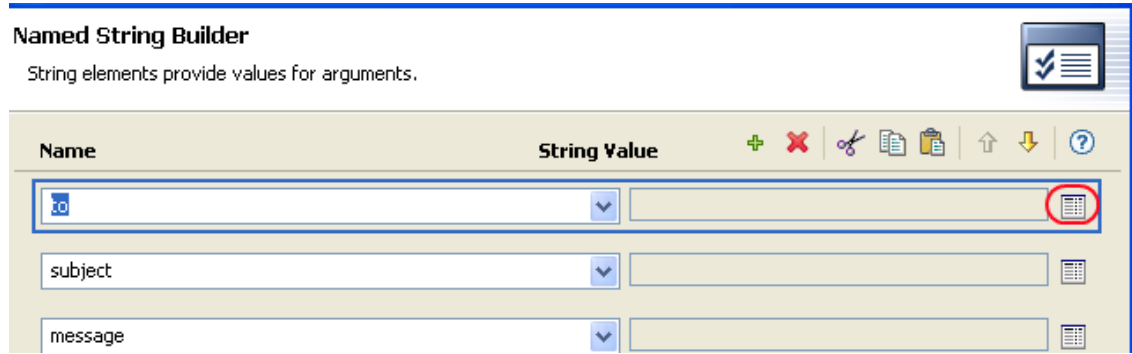 Named String Builder
String elements provide values for arguments.
Name String Value
to
subject
message